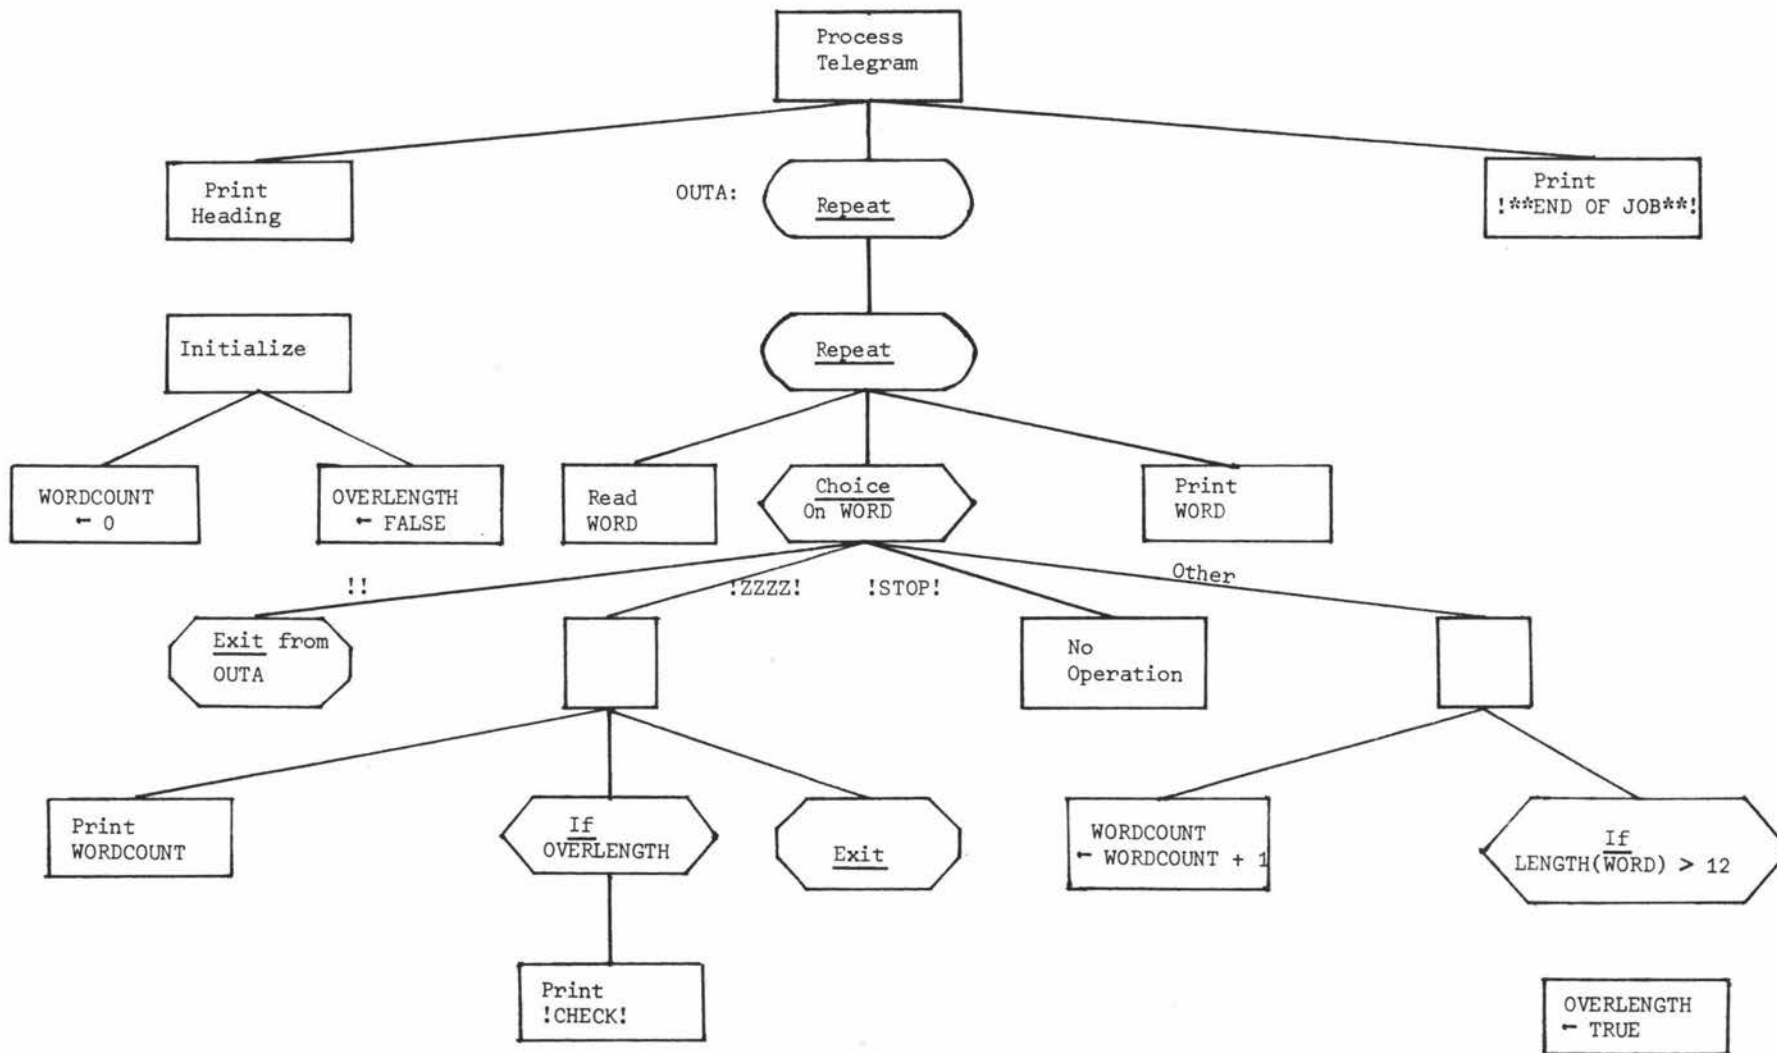 Process
Telegram
Print
Heading
OUTA:
Repeat
Print
!**END OF JOB**!
Initialize
Repeat
WORDCOUNT
← 0
OVERLENGTH
← FALSE
Read
WORD
Choice
On WORD
Print
WORD
!!
!ZZZZ!
!STOP!
Other
Exit from
OUTA
No
Operation
Print
WORDCOUNT
If
OVERLENGTH
Exit
WORDCOUNT
← WORDCOUNT + 1
If
LENGTH(WORD) > 12
Print
!CHECK!
OVERLENGTH
← TRUE